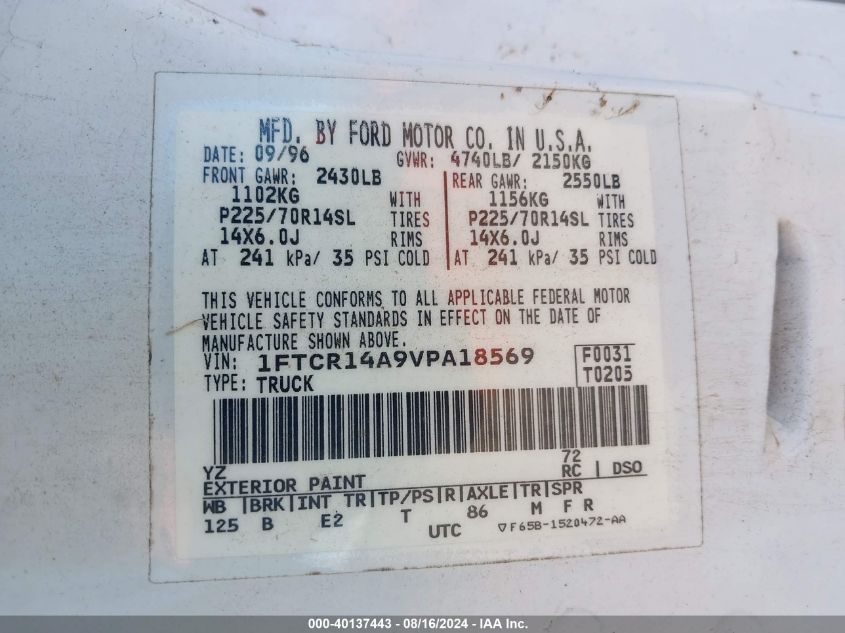 MFD. BY FORD MOTOR CO. IN U.S.A.
DATE: 09/96 GVWR: 4740LB/ 2150KG
FRONT GAWR: 2430LB REAR GAWR: 2550LB
1102KG WITH 1156KG WITH
P225/70R14SL TIRES P225/70R14SL TIRES
14X6.0J RIMS 14X6.0J RIMS
AT 241 kPa/ 35 PSI COLD AT 241 kPa/ 35 PSI COLD
THIS VEHICLE CONFORMS TO ALL APPLICABLE FEDERAL MOTOR
VEHICLE SAFETY STANDARDS IN EFFECT ON THE DATE OF
MANUFACTURE SHOWN ABOVE.
VIN: 1FTCR14A9VPA18569 F0031
TYPE: TRUCK T0205
YZ 72
EXTERIOR PAINT RC | DSO
WB |BRK|INT TR|TP/PS|R|AXLE|TR|SPR
125 B E2 T 86 M F R
UTC ▽F65B-1520472-AA
000-40137443 - 08/16/2024 - IAA Inc.